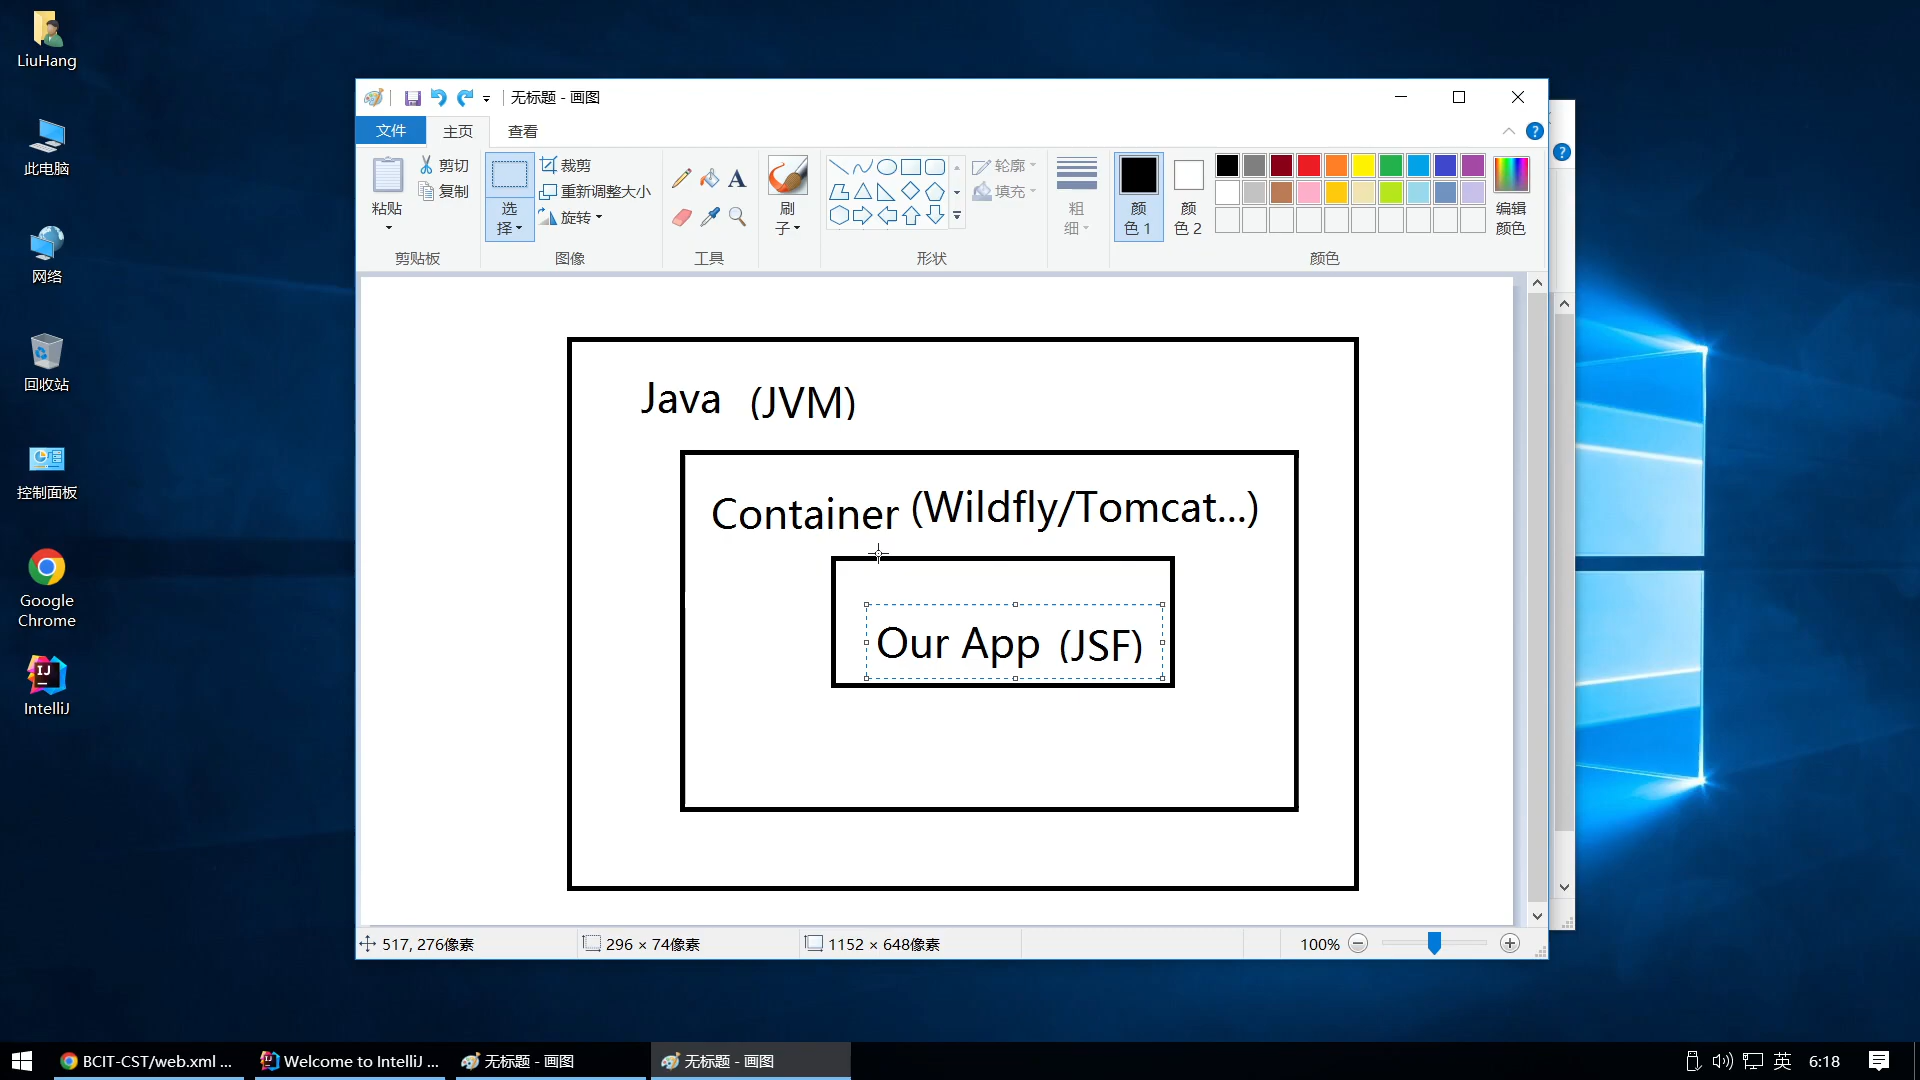 LiuHang
此电脑
网络
回收站
控制面板
Google
Chrome
IntelliJ
无标题 - 画图
文件
主页
查看
粘贴
剪切
复制
剪贴板
选
择
裁剪
重新调整大小
旋转
图像
A
工具
刷
子
形状
轮廓
填充
粗
细
颜
色 1
颜
色 2
编辑
颜色
颜色
Java (JVM)
Container (Wildfly/Tomcat...)
Our App (JSF)
517, 276像素
296 × 74像素
1152 × 648像素
100%
BCIT-CST/web.xml ...
Welcome to IntelliJ ...
无标题 - 画图
无标题 - 画图
英
6:18